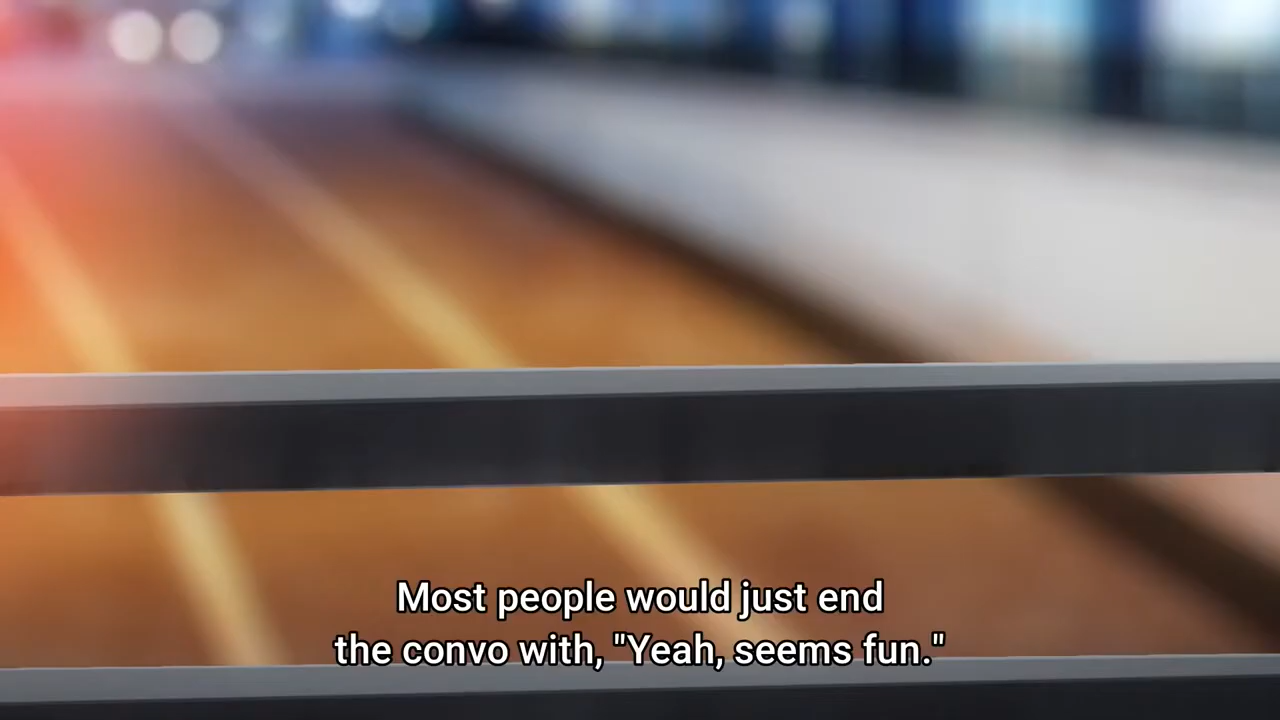 Most people would just end
the convo with, "Yeah, seems fun."